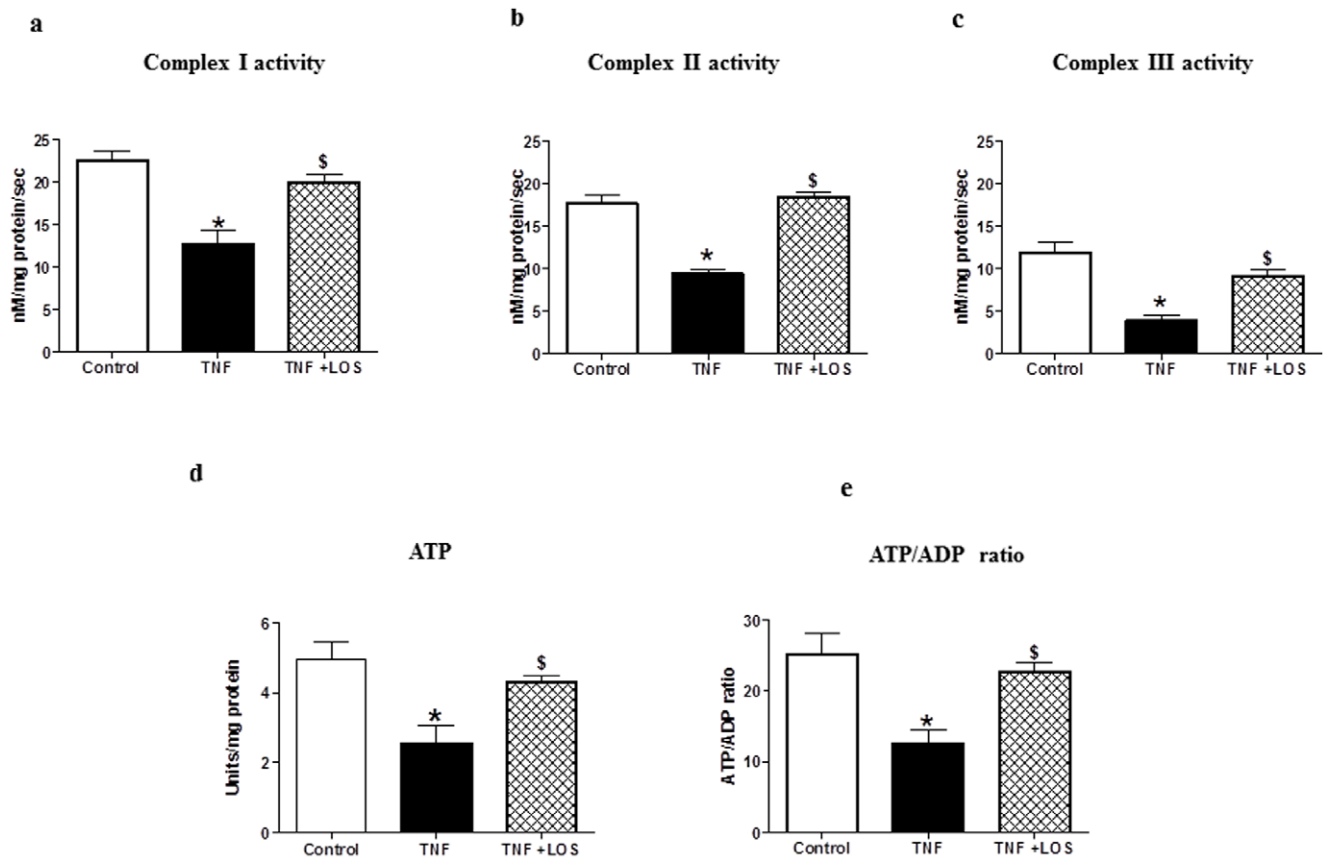 a
Complex I activity
nM/mg protein/sec
25
20
15
10
5
0
*
$
Control
TNF
TNF +LOS
b
Complex II activity
nM/mg protein/sec
25
20
15
10
5
0
*
$
Control
TNF
TNF +LOS
c
Complex III activity
nM/mg protein/sec
25
20
15
10
5
0
*
$
Control
TNF
TNF +LOS
d
ATP
Units/mg protein
6
4
2
0
*
$
Control
TNF
TNF +LOS
e
ATP/ADP ratio
ATP/ADP ratio
30
20
10
0
*
$
Control
TNF
TNF +LOS